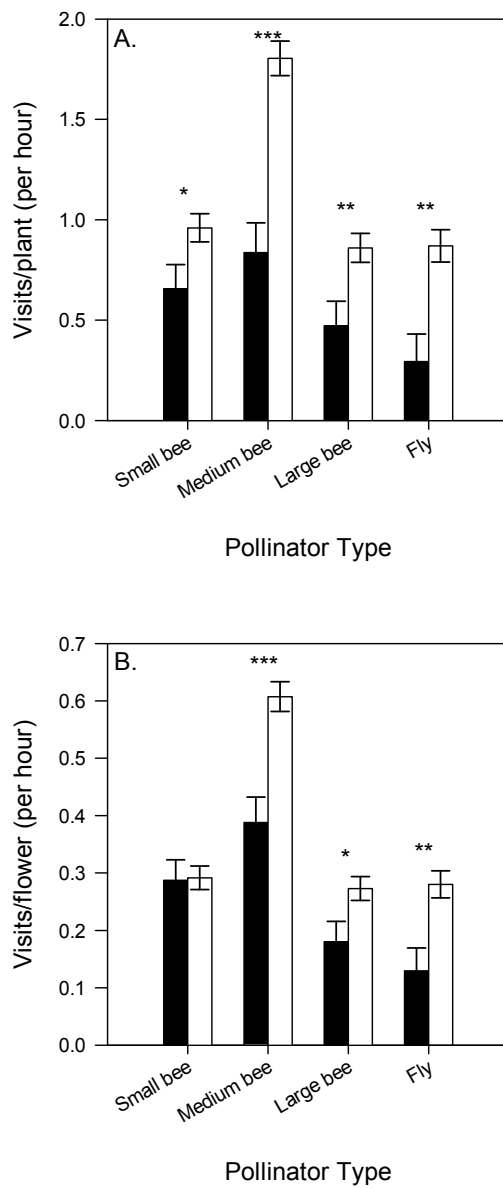 A.
***
2.0
1.5
1.0
0.5
0.0
*
**
**
Visits/plant (per hour)
Small bee
Medium bee
Large bee
Fly
Pollinator Type
B.
***
0.7
0.6
0.5
0.4
0.3
0.2
0.1
0.0
*
**
Visits/flower (per hour)
Small bee
Medium bee
Large bee
Fly
Pollinator Type